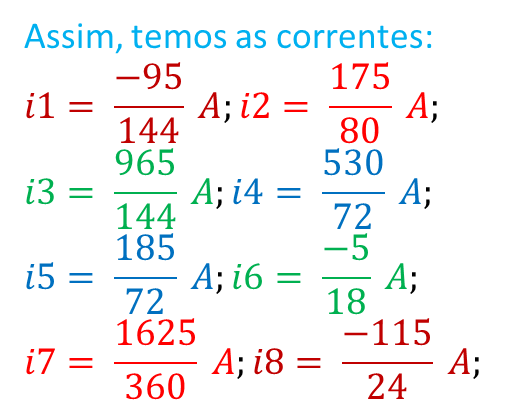 Assim, temos as correntes:
i1 = −95/144 A; i2 = 175/80 A;
i3 = 965/144 A; i4 = 530/72 A;
i5 = 185/72 A; i6 = −5/18 A;
i7 = 1625/360 A; i8 = −115/24 A;